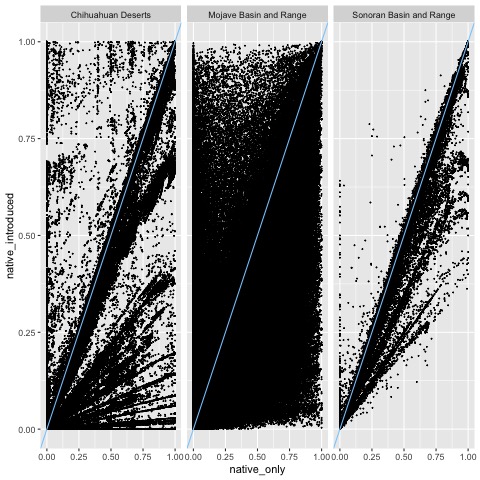 Chihuahuan Deserts Mojave Basin and Range Sonoran Basin and Range
1.00
0.75
0.50
0.25
0.00
native_introduced
0.00 0.25 0.50 0.75 1.00 0.00 0.25 0.50 0.75 1.00 0.00 0.25 0.50 0.75 1.00
native_only